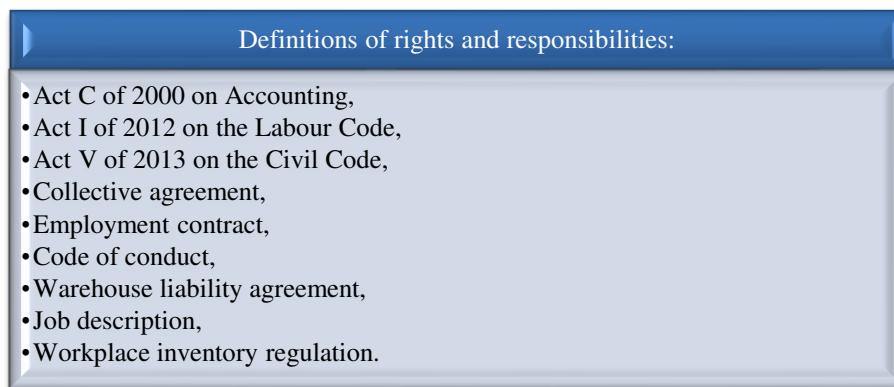 Definitions of rights and responsibilities:
•Act C of 2000 on Accounting,
•Act I of 2012 on the Labour Code,
•Act V of 2013 on the Civil Code,
•Collective agreement,
•Employment contract,
•Code of conduct,
•Warehouse liability agreement,
•Job description,
•Workplace inventory regulation.